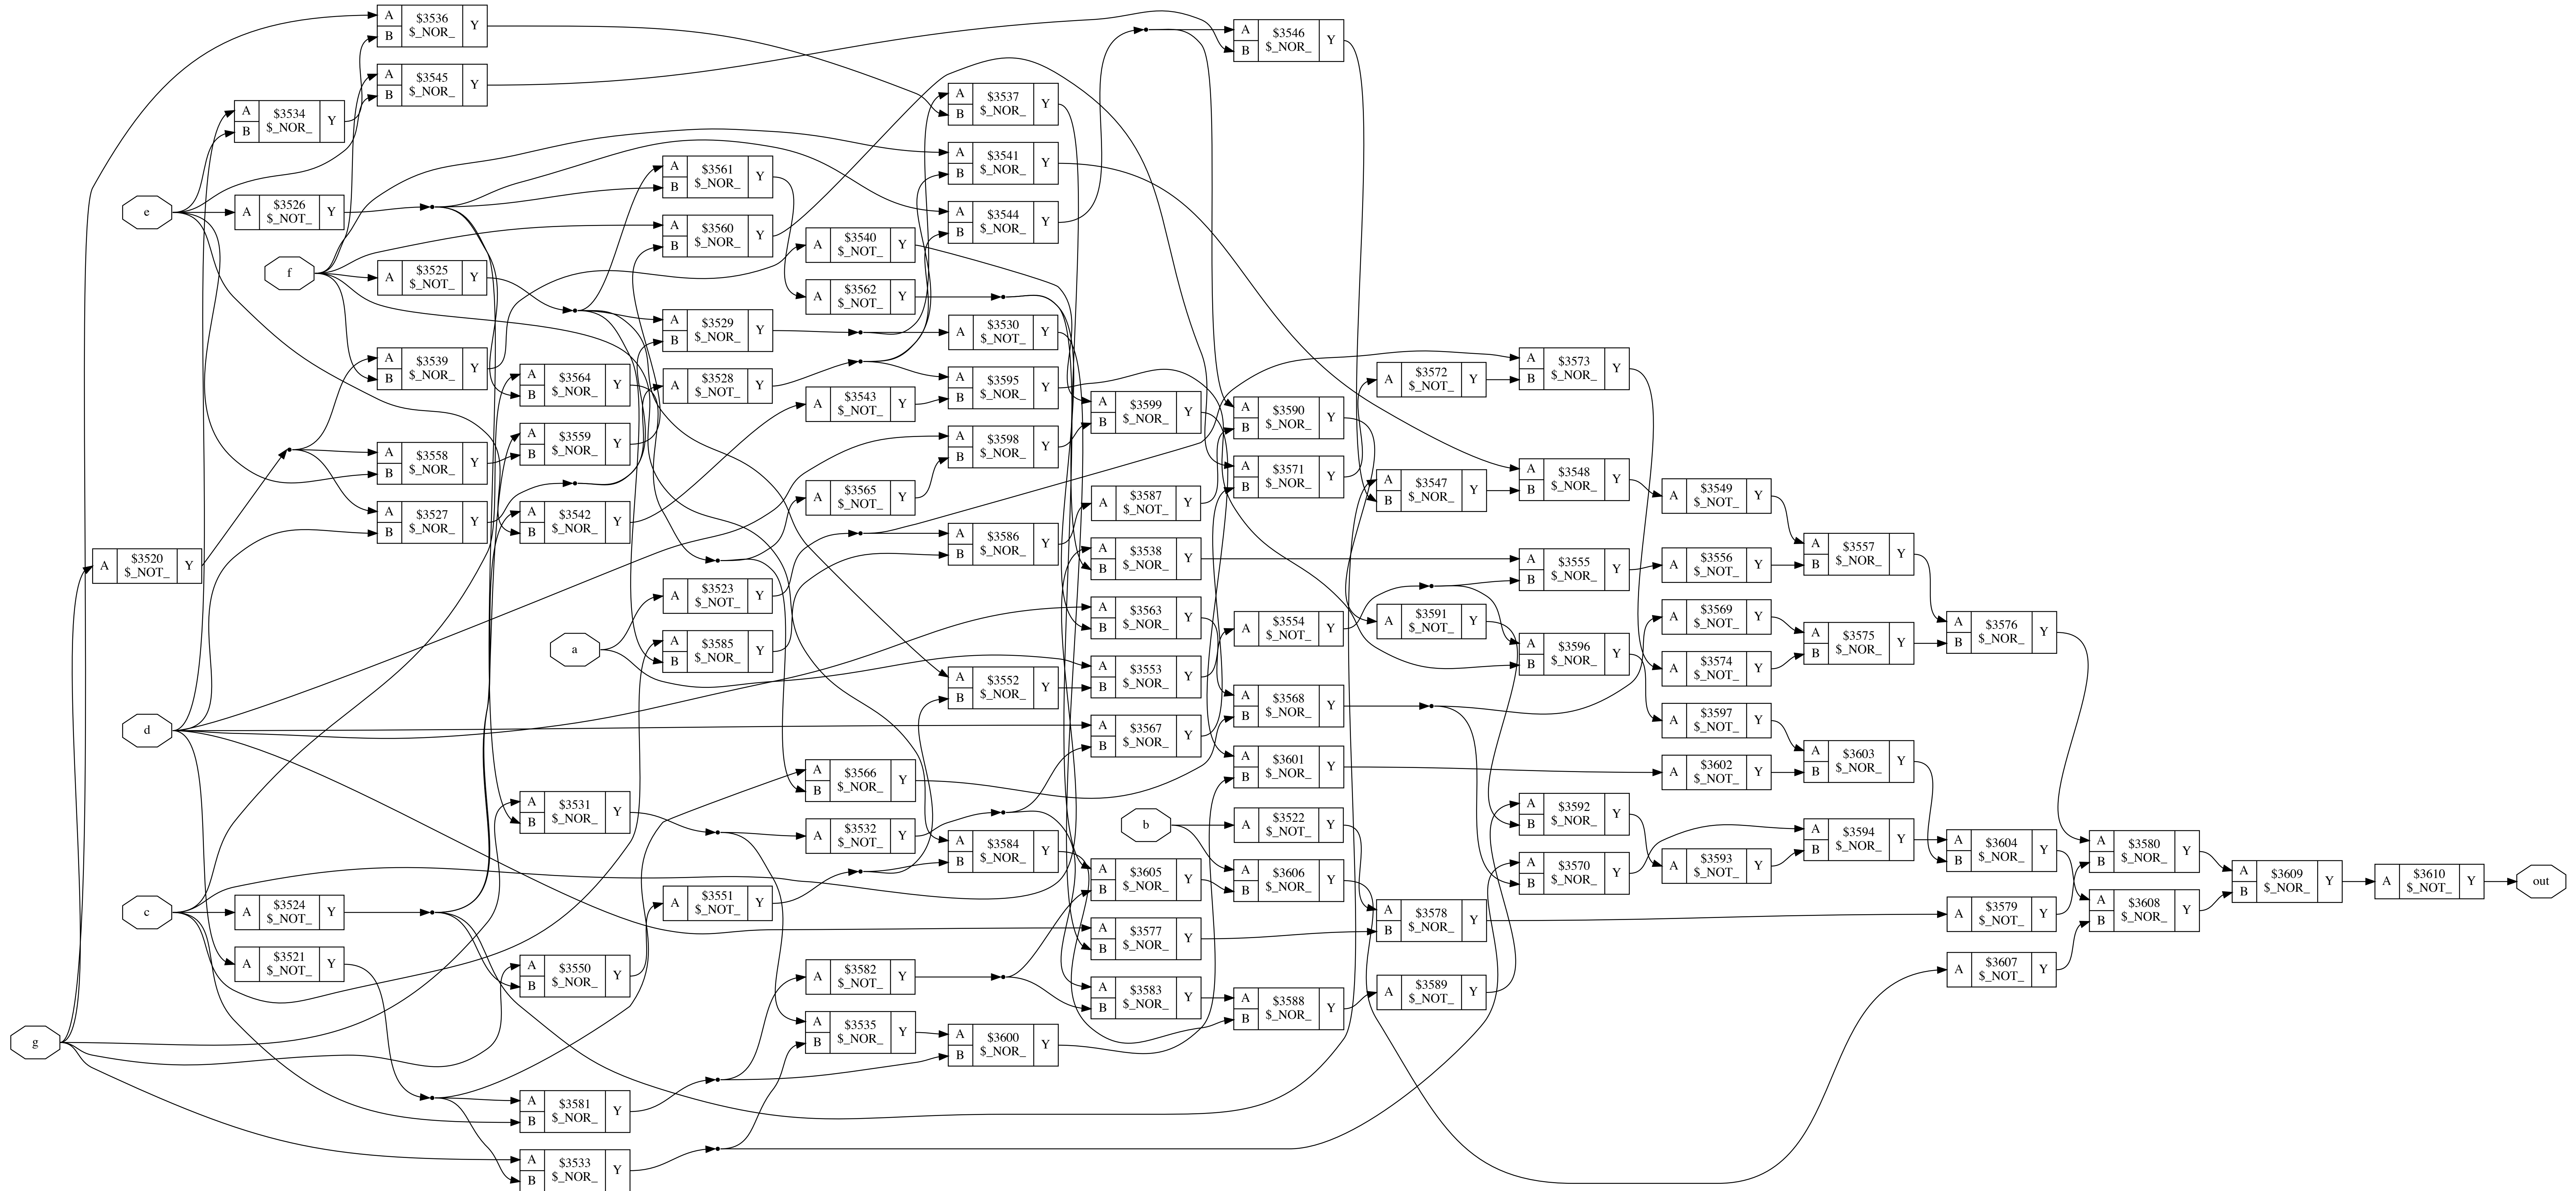 g
A $3520 Y
$_NOT_
e
d
c
A $3534 Y
B $_NOR_
A $3526 Y
$_NOT_
A $3524 Y
$_NOT_
A $3521 Y
$_NOT_
f
A $3536 Y
B $_NOR_
A $3545 Y
B $_NOR_
A $3525 Y
$_NOT_
A $3539 Y
B $_NOR_
A $3558 Y
B $_NOR_
A $3527 Y
B $_NOR_
A $3564 Y
B $_NOR_
A $3559 Y
B $_NOR_
A $3542 Y
B $_NOR_
a
A $3531 Y
B $_NOR_
A $3550 Y
B $_NOR_
A $3581 Y
B $_NOR_
A $3533 Y
B $_NOR_
A $3561 Y
B $_NOR_
A $3560 Y
B $_NOR_
A $3529 Y
B $_NOR_
A $3528 Y
$_NOT_
A $3523 Y
$_NOT_
A $3585 Y
B $_NOR_
A $3551 Y
$_NOT_
A $3540 Y
$_NOT_
A $3562 Y
$_NOT_
A $3543 Y
$_NOT_
A $3565 Y
$_NOT_
A $3566 Y
B $_NOR_
A $3532 Y
$_NOT_
A $3582 Y
$_NOT_
A $3535 Y
B $_NOR_
A $3537 Y
B $_NOR_
A $3541 Y
B $_NOR_
A $3544 Y
B $_NOR_
A $3530 Y
$_NOT_
A $3595 Y
B $_NOR_
A $3598 Y
B $_NOR_
A $3586 Y
B $_NOR_
A $3552 Y
B $_NOR_
A $3584 Y
B $_NOR_
A $3600 Y
B $_NOR_
A $3599 Y
B $_NOR_
A $3587 Y
$_NOT_
A $3538 Y
B $_NOR_
A $3563 Y
B $_NOR_
A $3553 Y
B $_NOR_
A $3567 Y
B $_NOR_
b
A $3605 Y
B $_NOR_
A $3577 Y
B $_NOR_
A $3583 Y
B $_NOR_
A $3546 Y
B $_NOR_
A $3590 Y
B $_NOR_
A $3571 Y
B $_NOR_
A $3554 Y
$_NOT_
A $3568 Y
B $_NOR_
A $3601 Y
B $_NOR_
A $3522 Y
$_NOT_
A $3606 Y
B $_NOR_
A $3588 Y
B $_NOR_
A $3572 Y
$_NOT_
A $3547 Y
B $_NOR_
A $3591 Y
$_NOT_
A $3578 Y
B $_NOR_
A $3589 Y
$_NOT_
A $3573 Y
B $_NOR_
A $3548 Y
B $_NOR_
A $3555 Y
B $_NOR_
A $3596 Y
B $_NOR_
A $3592 Y
B $_NOR_
A $3570 Y
B $_NOR_
A $3549 Y
$_NOT_
A $3556 Y
$_NOT_
A $3569 Y
$_NOT_
A $3574 Y
$_NOT_
A $3597 Y
$_NOT_
A $3602 Y
$_NOT_
A $3593 Y
$_NOT_
A $3557 Y
B $_NOR_
A $3575 Y
B $_NOR_
A $3603 Y
B $_NOR_
A $3594 Y
B $_NOR_
A $3576 Y
B $_NOR_
A $3604 Y
B $_NOR_
A $3579 Y
$_NOT_
A $3607 Y
$_NOT_
A $3580 Y
B $_NOR_
A $3608 Y
B $_NOR_
A $3609 Y
B $_NOR_
A $3610 Y
$_NOT_
out